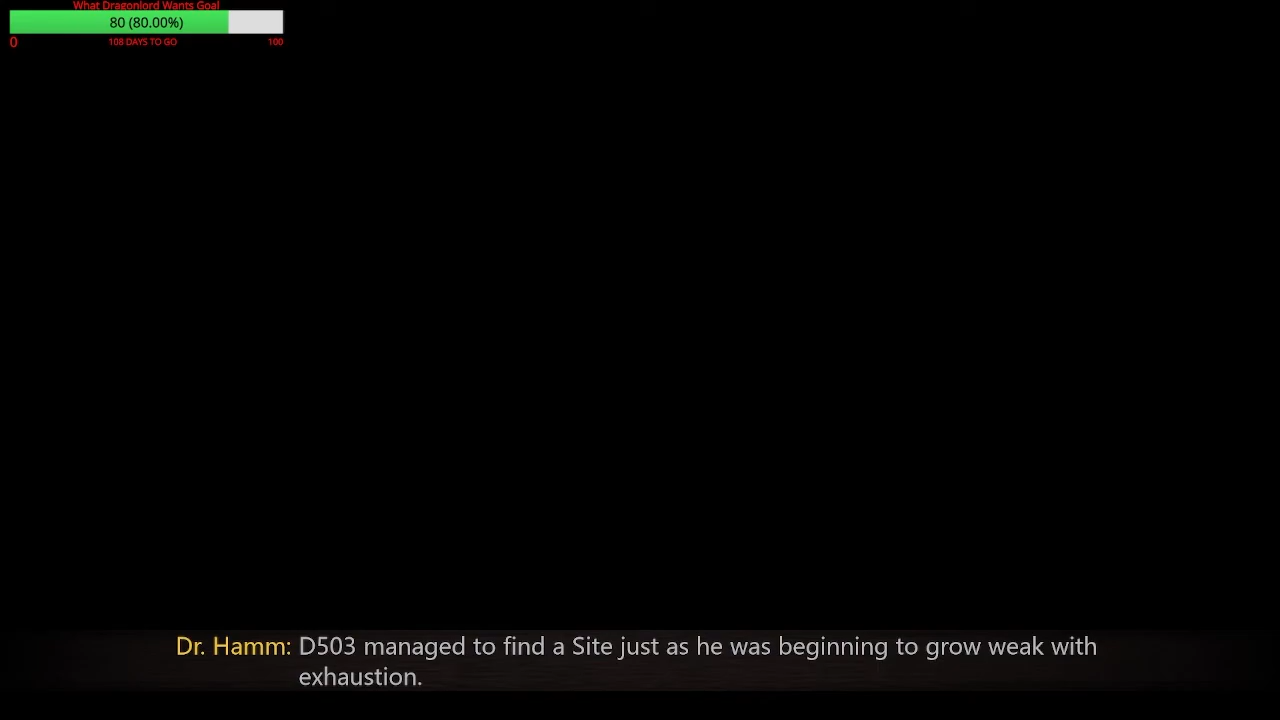 What Dragonlord Wants Goal
80 (80.00%)
0 108 DAYS TO GO 100
Dr. Hamm: D503 managed to find a Site just as he was beginning to grow weak with
exhaustion.